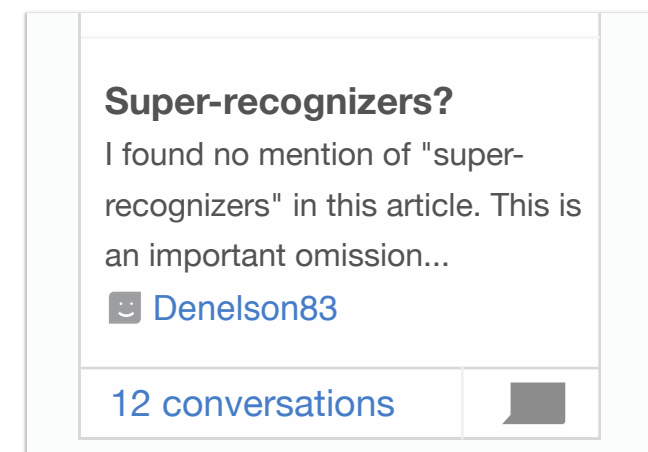 Super-recognizers?
I found no mention of "super-
recognizers" in this article. This is
an important omission...
Denelson83
12 conversations